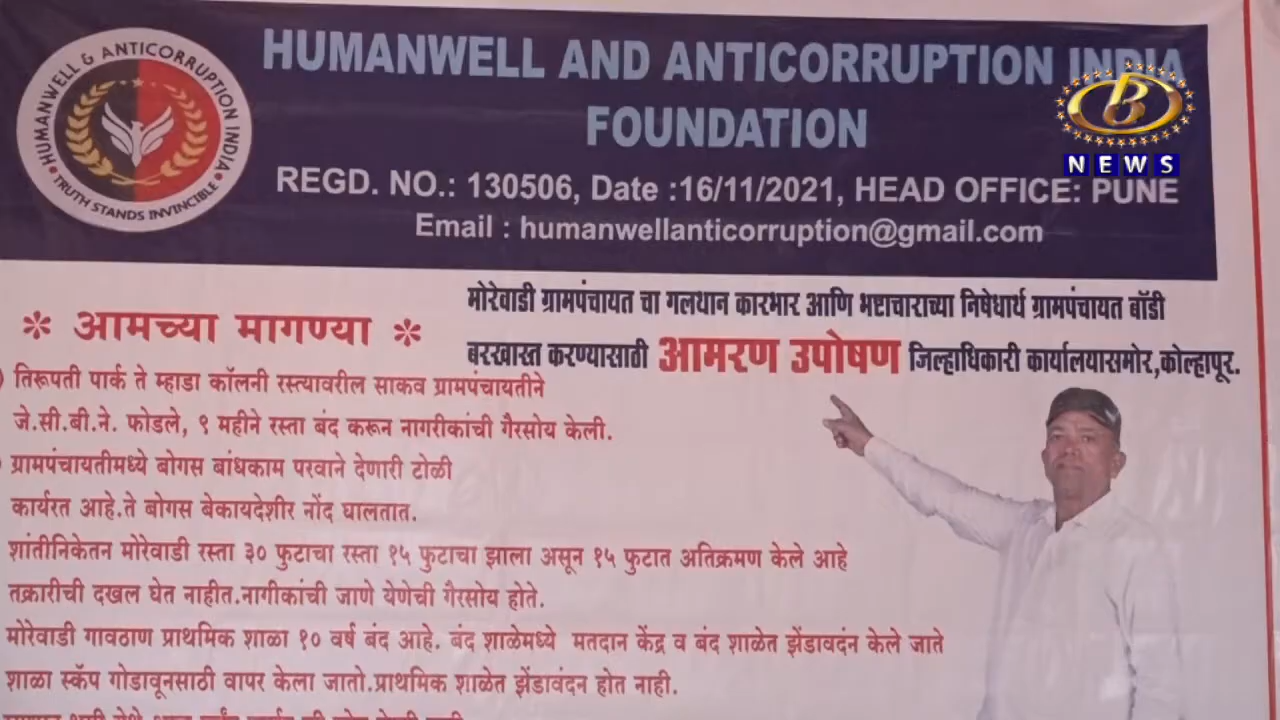 HUMANWELL & ANTICORRUPTION INDIA
TRUTH STANDS INVINCIBLE
HUMANWELL AND ANTICORRUPTION INDIA
FOUNDATION
REGD. NO.: 130506, Date :16/11/2021, HEAD OFFICE: PUNE
Email : humanwellanticorruption@gmail.com
B
NEWS
मोरेवाडी ग्रामपंचायत चा गलथान कारभार आणि भष्टाचाराच्या निषेधार्थ ग्रामपंचायत बॉडी
बरखास्त करण्यासाठी आमरण उपोषण जिल्हाधिकारी कार्यालयासमोर,कोल्हापूर.
* आमच्या मागण्या *
तिरूपती पार्क ते म्हाडा कॉलनी रस्त्यावरील साकव ग्रामपंचायतीने
जे.सी.बी.ने. फोडले, ९ महीने रस्ता बंद करून नागरीकांची गैरसोय केली.
ग्रामपंचायतीमध्ये बोगस बांधकाम परवाने देणारी टोळी
कार्यरत आहे.ते बोगस बेकायदेशीर नोंद घालतात.
शांतीनिकेतन मोरेवाडी रस्ता ३० फुटाचा रस्ता १५ फुटाचा झाला असून १५ फुटात अतिक्रमण केले आहे
तक्रारीची दखल घेत नाहीत.नागीकांची जाणे येणेची गैरसोय होते.
मोरेवाडी गावठाण प्राथमिक शाळा १० वर्ष बंद आहे. बंद शाळेमध्ये मतदान केंद्र व बंद शाळेत झेंडावदंन केले जाते
शाळा स्कॅप गोडावूनसाठी वापर केला जातो.प्राथमिक शाळेत झेंडावंदन होत नाही.